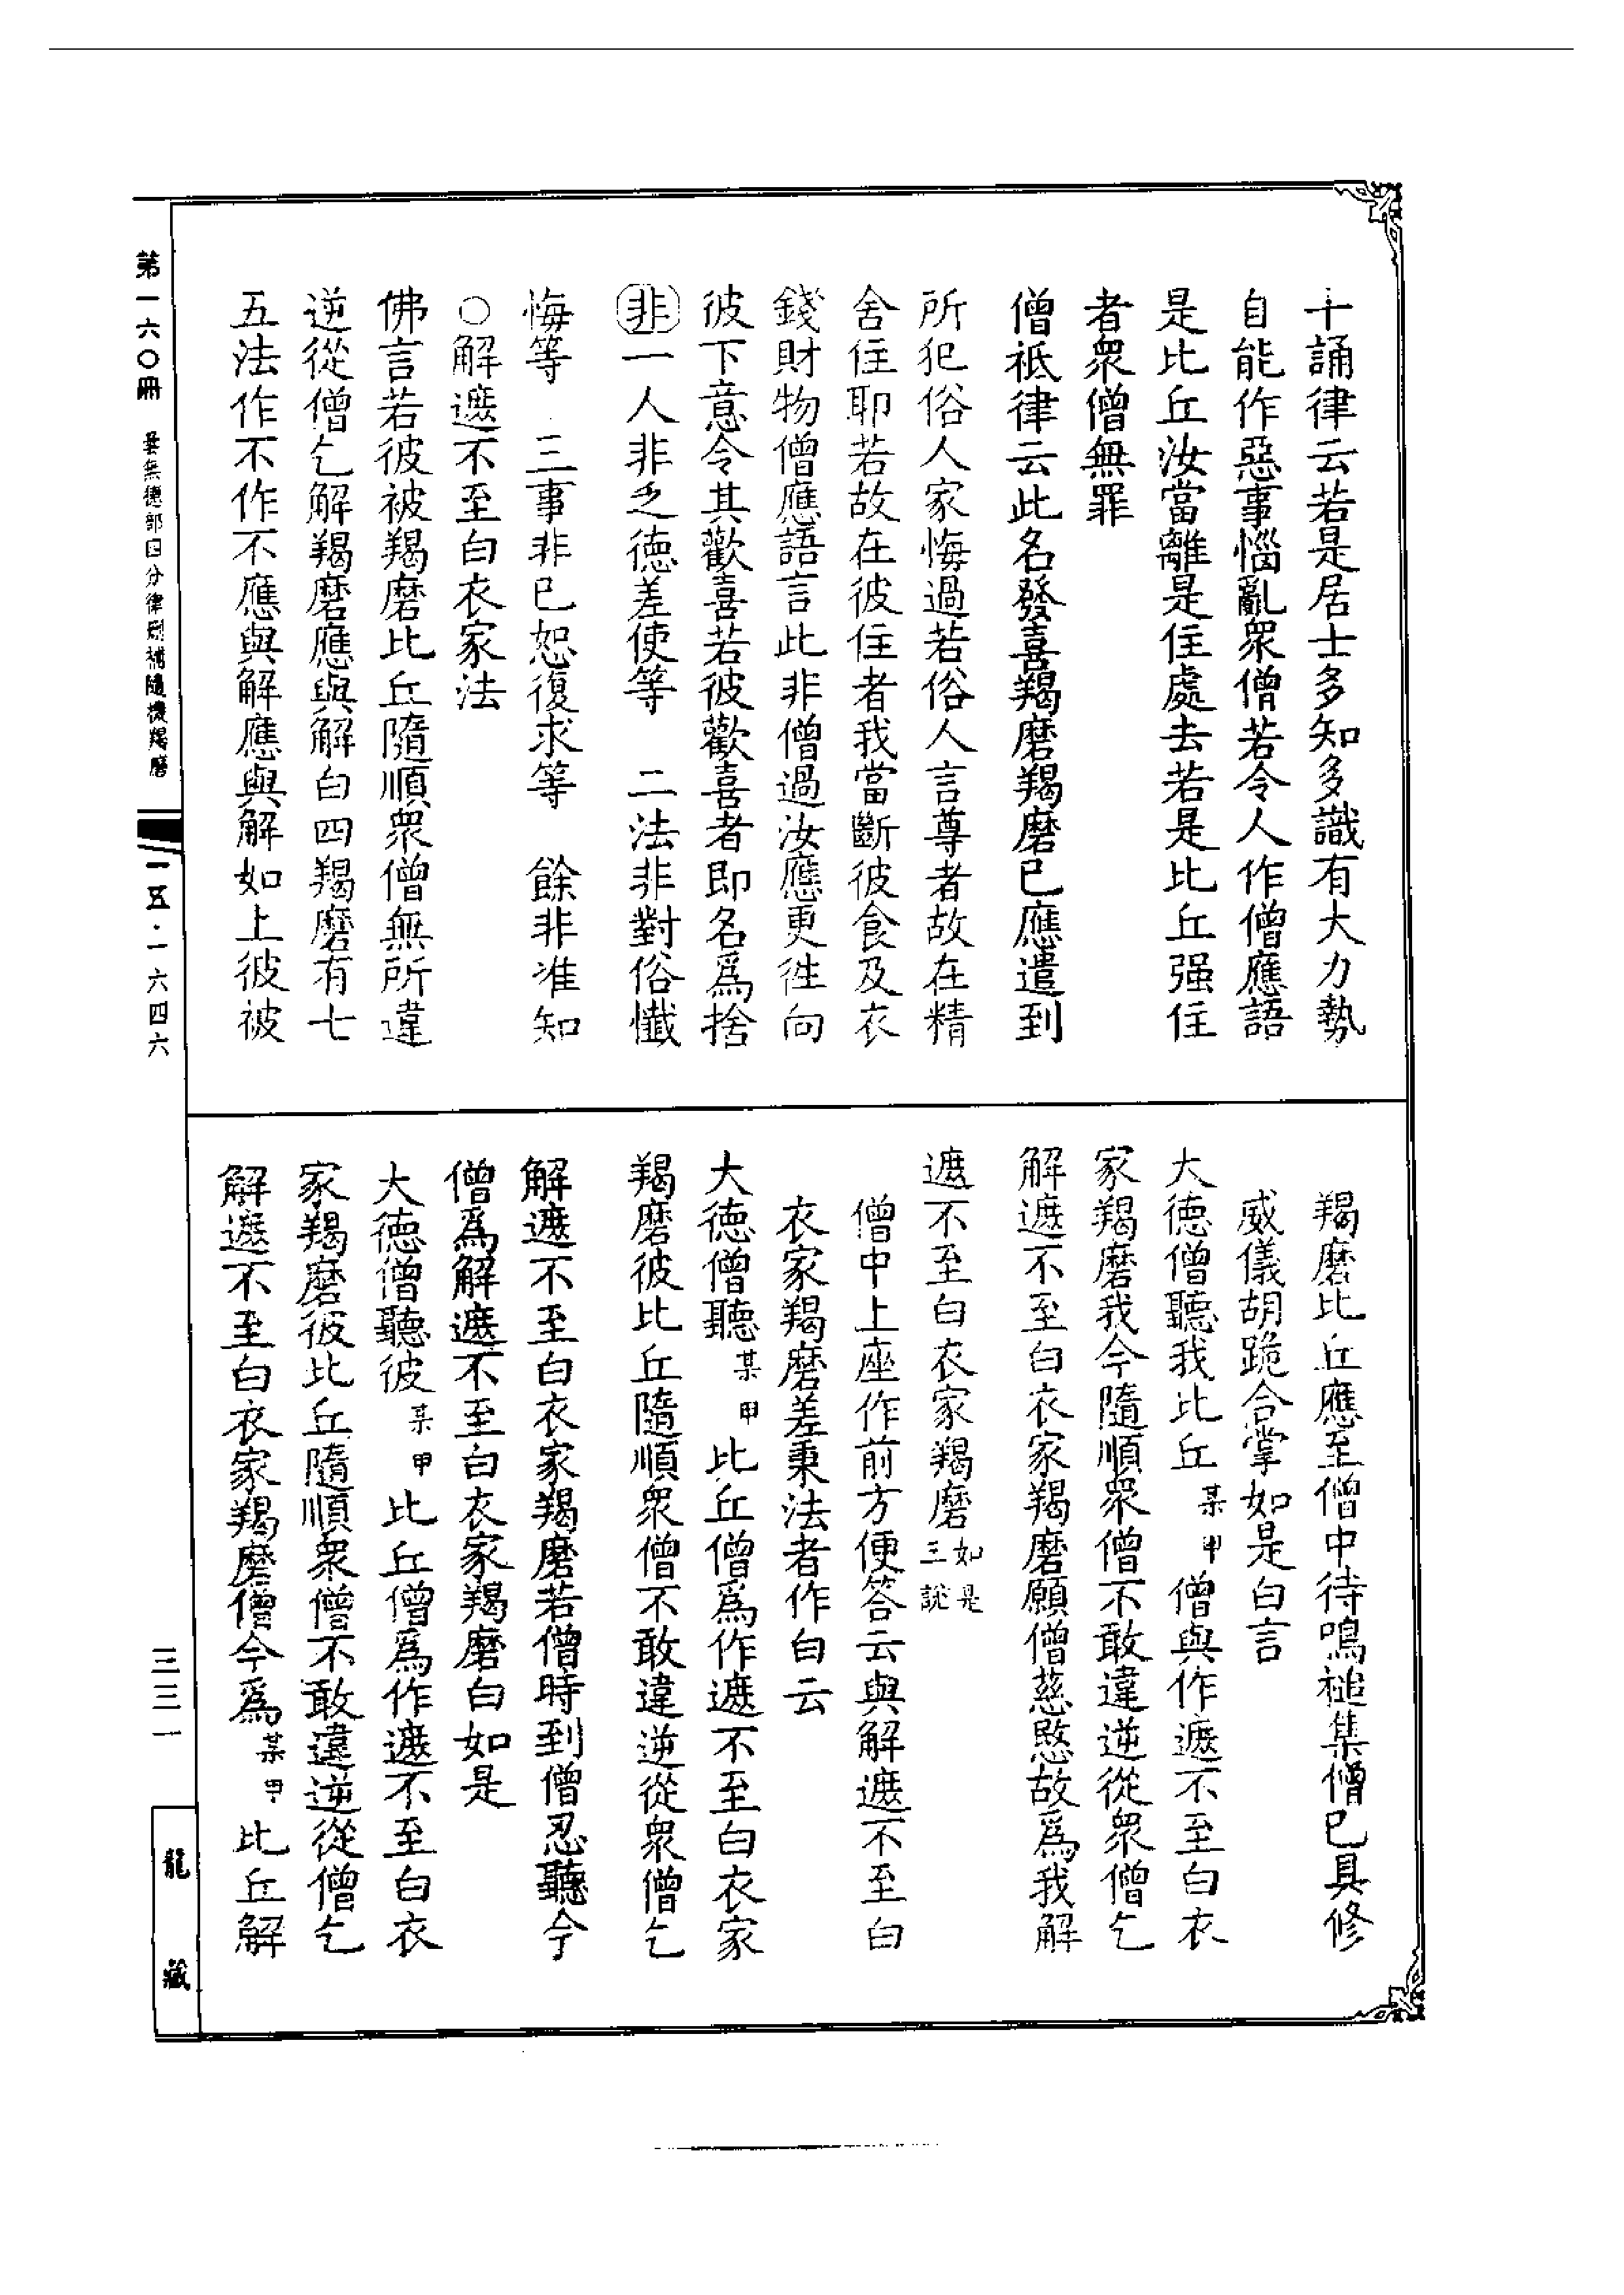 十誦律云若是居士多知多識有大力勢
自能作惡事惱亂眾僧若令人作僧應語
是比丘汝當離是住處去若是比丘强住
者眾僧無罪
僧祇律云此名發喜羯磨羯磨已應遣到
所犯俗人家悔過若俗人言尊者故在精
舍住耶若故在彼住者我當斷彼食及衣
錢財物僧應語言此非僧過汝應更徃向
彼下意令其歡喜若彼歡喜者即名爲捨
非一人非乏德差使等 二法非對俗懺
悔等 三事非已恕復求等 餘非准知
○解遮不至白衣家法
佛言若彼被羯磨比丘隨順眾僧無所違
逆從僧乞解羯磨應與解白四羯磨有七
五法作不作不應與解應與解如上彼被
羯磨比丘應至僧中待鳴槌集僧已具修
威儀胡跪合掌如是白言
大德僧聽我比丘某甲僧與作遮不至白衣
家羯磨我今隨順眾僧不敢違逆從眾僧乞
解遮不至白衣家羯磨願僧慈愍故爲我解
遮不至白衣家羯磨如是三說
僧中上座作前方便答云與解遮不至白
衣家羯磨差秉法者作白云
大德僧聽某甲比丘僧爲作遮不至白衣家
羯磨彼比丘隨順眾僧不敢違逆從眾僧乞
解遮不至白衣家羯磨若僧時到僧忍聽今
僧爲解遮不至白衣家羯磨白如是
大德僧聽彼某甲比丘僧爲作遮不至白衣
家羯磨彼比丘隨順眾僧不敢違逆從僧乞
解遮不至白衣家羯磨僧今爲某甲比丘解
第一六〇冊 曇無德部四分律刪補隨機羯磨
一五·一六四六
三三一
龍藏